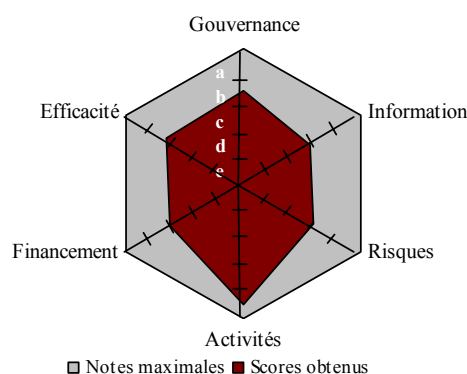 Gouvernance
a
Efficacité
b
Information
c
d
e
Financement
Risques
Activités
Notes maximales
Scores obtenus